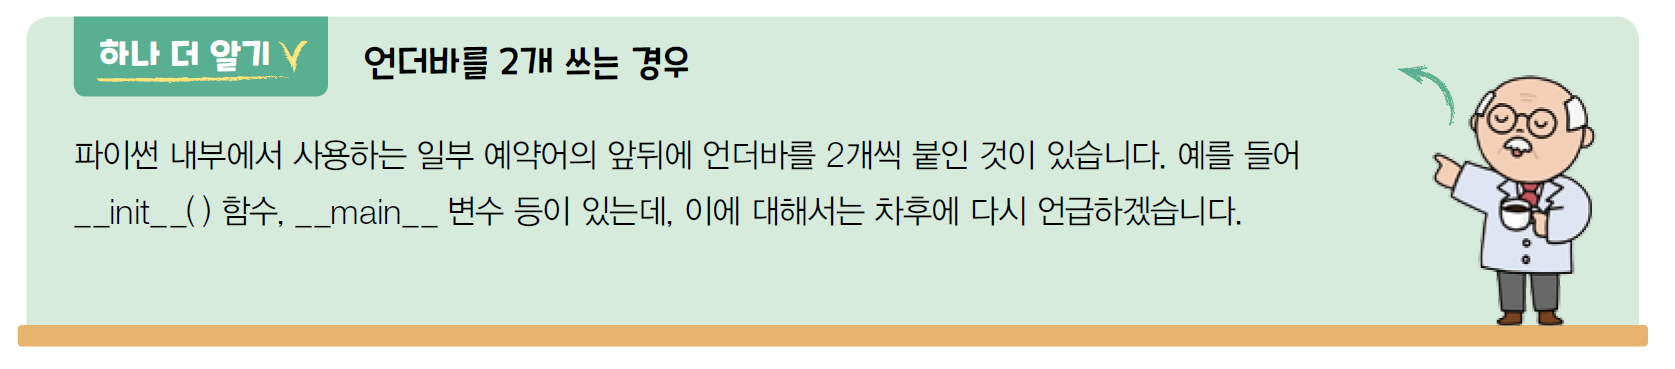 하나 더 알기
언더바를 2개 쓰는 경우
파이썬 내부에서 사용하는 일부 예약어의 앞뒤에 언더바를 2개씩 붙인 것이 있습니다. 예를 들어
__init__( ) 함수, __main__ 변수 등이 있는데, 이에 대해서는 차후에 다시 언급하겠습니다.